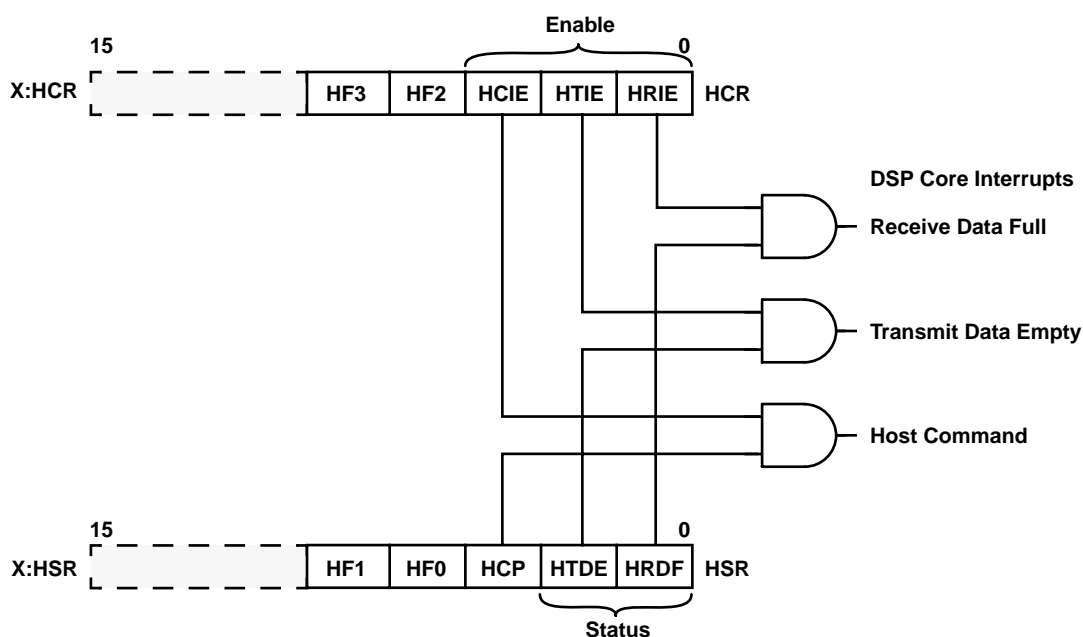 Enable
15 0
X:HCR HF3 HF2 HCIE HTIE HRIE HCR
DSP Core Interrupts
Receive Data Full
Transmit Data Empty
Host Command
15 0
X:HSR HF1 HF0 HCP HTDE HRDF HSR
Status